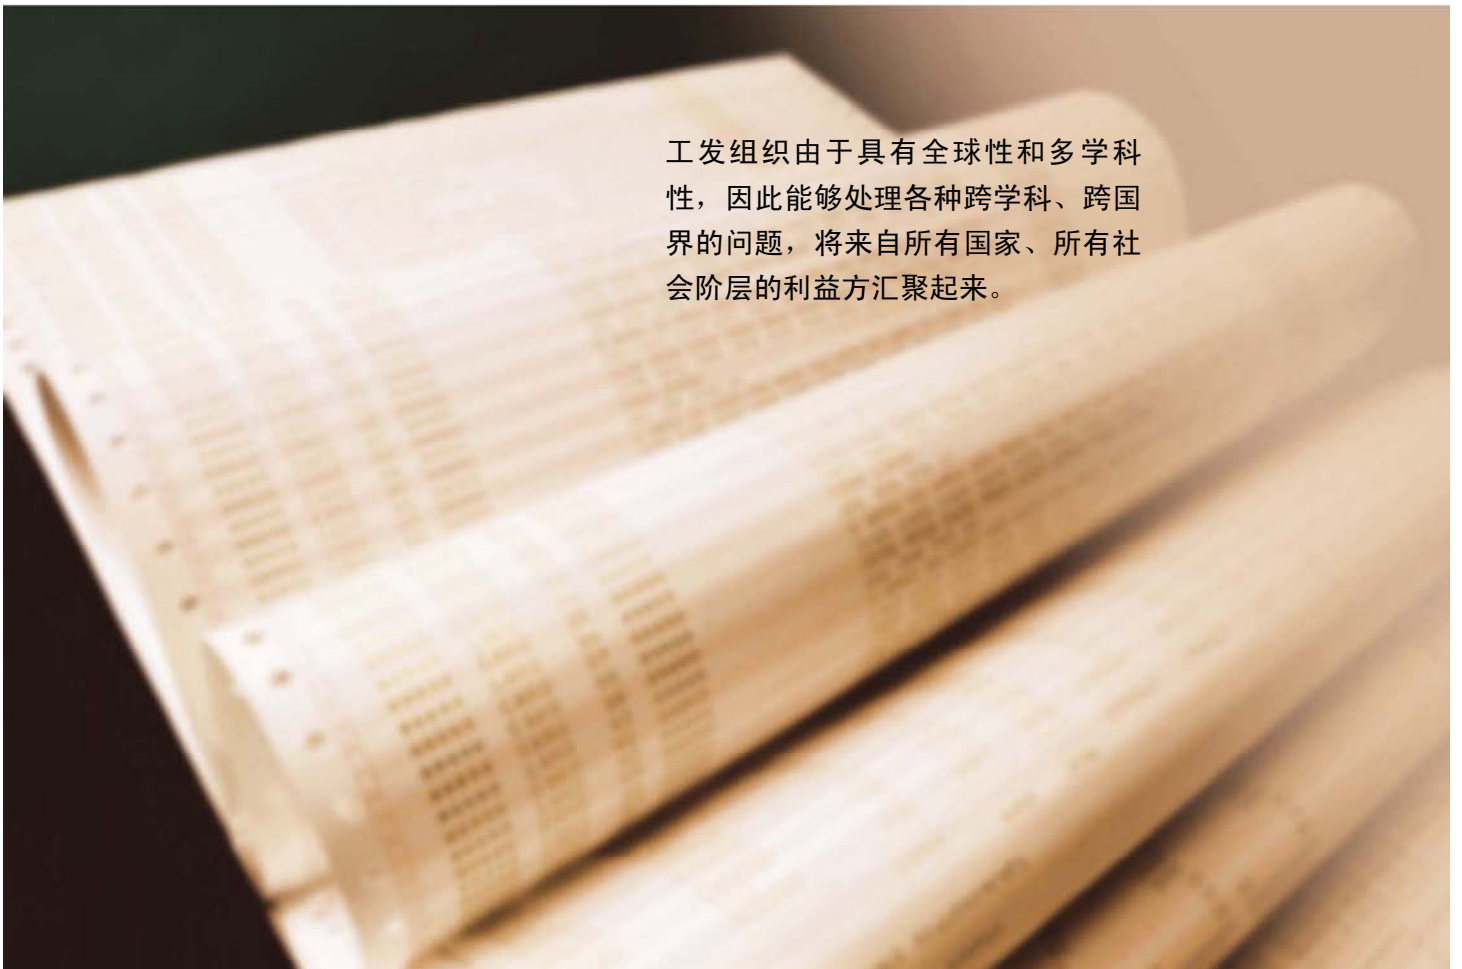 工发组织由于具有全球性和多学科
性，因此能够处理各种跨学科、跨国
界的问题，将来自所有国家、所有社
会阶层的利益方汇聚起来。